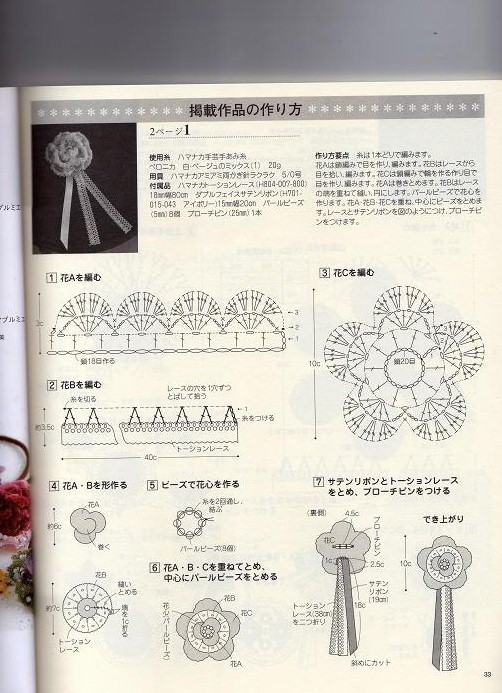 掲載作品の作り方
2ページ1
使用糸　ハマナカ手芸手あみ糸
ベロニカ　白・ベージュのミックス(1)　20g
用具　ハマナカアミアミ両かぎ針ラクラク　5/0号
付属品　ハマナカトーションレース(H804-007-800)
18mm幅80cm　ダブルフェイスサテンリボン(H701-
015-043　アイボリー)15mm幅20cm　パールビーズ
(5mm)8個　ブローチピン(25mm)1本
作り方要点　糸は1本どりで編みます。
花Aは鎖編みで目を作り、編みます。花Bはレースから
目を拾い、編みます。花Cは鎖編みで輪を作る作り目で
目を作り、編みます。花Aは巻きとめます。花Bはレース
の端を重ねて縫い、円にします。パールビーズで花心を
作ります。花A・花B・花Cを重ね、中心にビーズをとめま
す。レースとサテンリボンを図のようにつけ、ブローチピ
ンをつけます。
1 花Aを編む
3c
3
2
1
鎖18目作る
2 花Bを編む
レースの穴を1穴ずつ
とばして拾う
糸を切る
1
糸をつける
約3.5c
トーションレース
40c
3 花Cを編む
10c
鎖20目
4 花A・Bを形作る
花A
約6c
巻く
花B
縫い
とめる
約7c
端を
1c折る
トーション
レース
5 ビーズで花心を作る
糸を2回通し、
結ぶ
パールビーズ(8個)
6 花A・B・Cを重ねてとめ、
中心にパールビーズをとめる
花心(パールビーズ)
花B
花C
花A
7 サテンリボンとトーションレース
をとめ、ブローチピンをつける
(裏側)
4.5c
花C
ブローチピン
1c
2.5c
サテン
リボン
(19cm)
トーション
レース(38cm)
を二つ折り
16c
斜めにカット
でき上がり
10c
33